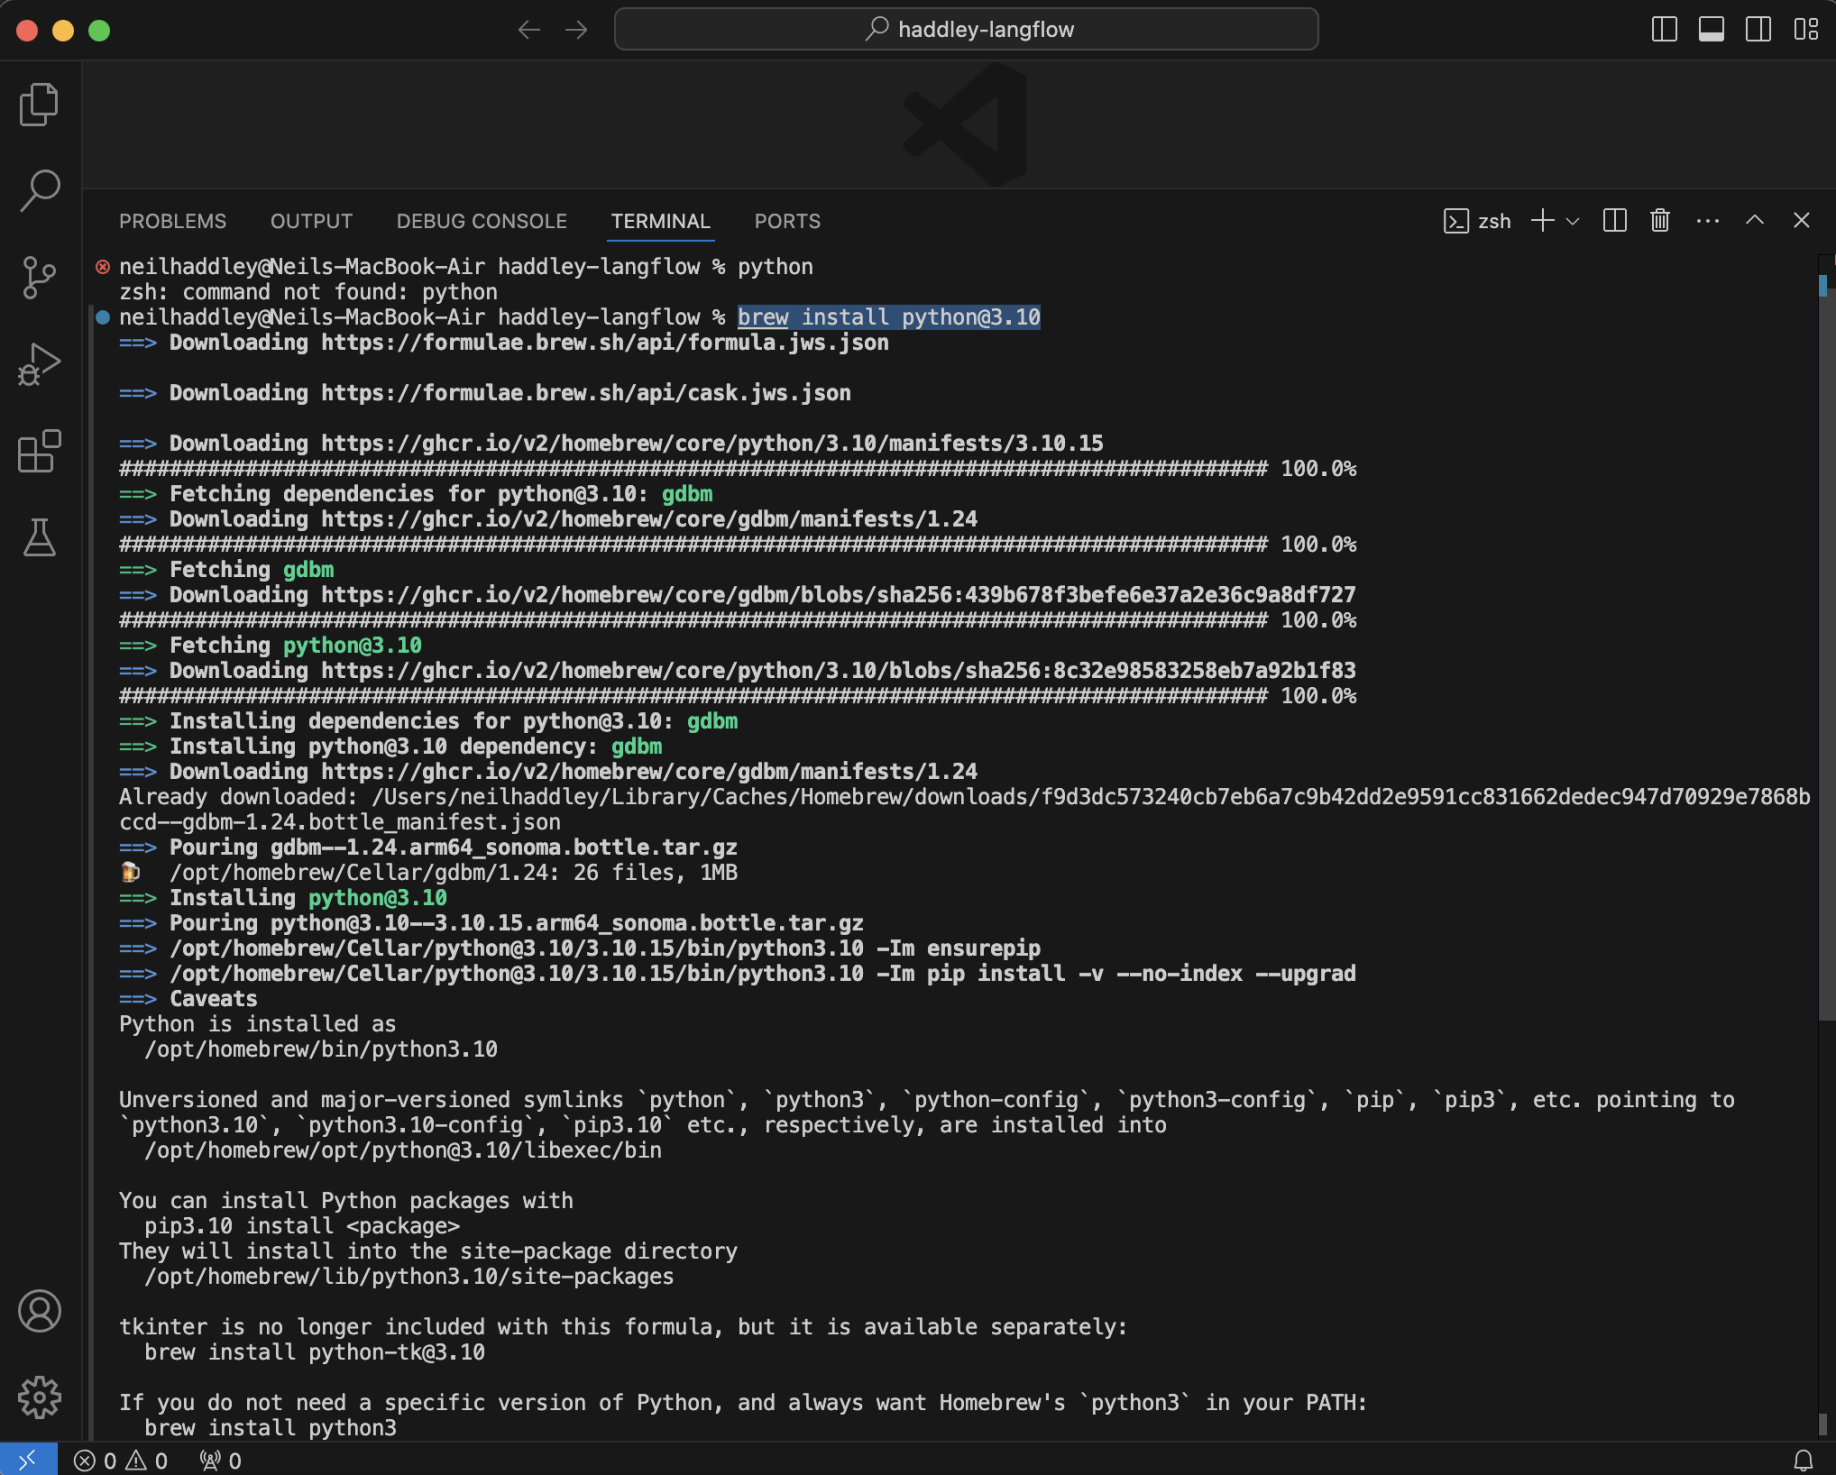 haddley-langflow
PROBLEMS OUTPUT DEBUG CONSOLE TERMINAL PORTS zsh
neilhaddley@Neils-MacBook-Air haddley-langflow % python
zsh: command not found: python
neilhaddley@Neils-MacBook-Air haddley-langflow % brew install python@3.10
==> Downloading https://formulae.brew.sh/api/formula.jws.json
==> Downloading https://formulae.brew.sh/api/cask.jws.json
==> Downloading https://ghcr.io/v2/homebrew/core/python/3.10/manifests/3.10.15
########################################################################################### 100.0%
==> Fetching dependencies for python@3.10: gdbm
==> Downloading https://ghcr.io/v2/homebrew/core/gdbm/manifests/1.24
########################################################################################### 100.0%
==> Fetching gdbm
==> Downloading https://ghcr.io/v2/homebrew/core/gdbm/blobs/sha256:439b678f3befe6e37a2e36c9a8df727
########################################################################################### 100.0%
==> Fetching python@3.10
==> Downloading https://ghcr.io/v2/homebrew/core/python/3.10/blobs/sha256:8c32e98583258eb7a92b1f83
########################################################################################### 100.0%
==> Installing dependencies for python@3.10: gdbm
==> Installing python@3.10 dependency: gdbm
==> Downloading https://ghcr.io/v2/homebrew/core/gdbm/manifests/1.24
Already downloaded: /Users/neilhaddley/Library/Caches/Homebrew/downloads/f9d3dc573240cb7eb6a7c9b42dd2e9591cc831662dedec947d70929e7868b
ccd--gdbm-1.24.bottle_manifest.json
==> Pouring gdbm--1.24.arm64_sonoma.bottle.tar.gz
🍺 /opt/homebrew/Cellar/gdbm/1.24: 26 files, 1MB
==> Installing python@3.10
==> Pouring python@3.10--3.10.15.arm64_sonoma.bottle.tar.gz
==> /opt/homebrew/Cellar/python@3.10/3.10.15/bin/python3.10 -Im ensurepip
==> /opt/homebrew/Cellar/python@3.10/3.10.15/bin/python3.10 -Im pip install -v --no-index --upgrad
==> Caveats
Python is installed as
/opt/homebrew/bin/python3.10
Unversioned and major-versioned symlinks `python`, `python3`, `python-config`, `python3-config`, `pip`, `pip3`, etc. pointing to
`python3.10`, `python3.10-config`, `pip3.10` etc., respectively, are installed into
/opt/homebrew/opt/python@3.10/libexec/bin
You can install Python packages with
pip3.10 install <package>
They will install into the site-package directory
/opt/homebrew/lib/python3.10/site-packages
tkinter is no longer included with this formula, but it is available separately:
brew install python-tk@3.10
If you do not need a specific version of Python, and always want Homebrew's `python3` in your PATH:
brew install python3
0 0 0